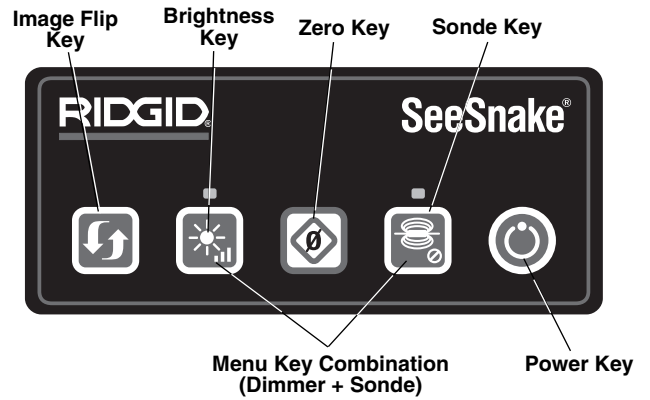 Image Flip
Key
Brightness
Key
Zero Key
Sonde Key
RIDGID®
SeeSnake®
Ø
Menu Key Combination
(Dimmer + Sonde)
Power Key